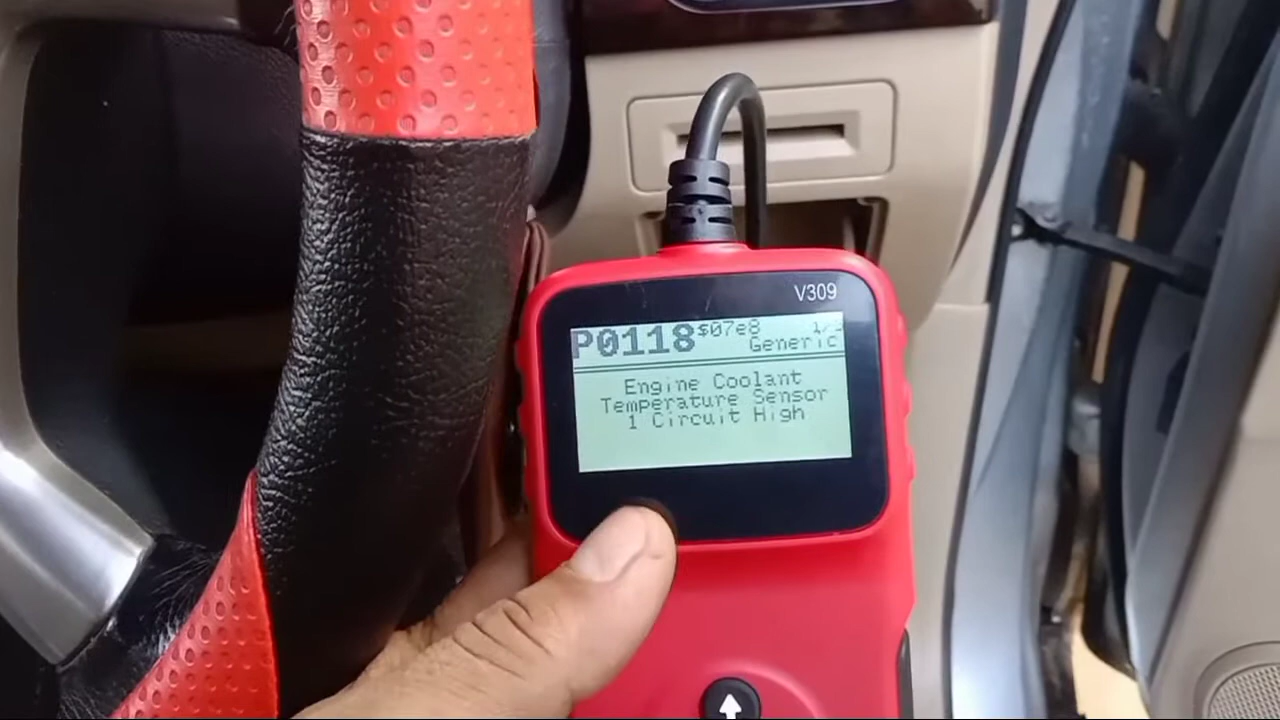 V309
P0118 $07e8
Generic
Engine Coolant
Temperature Sensor
1 Circuit High